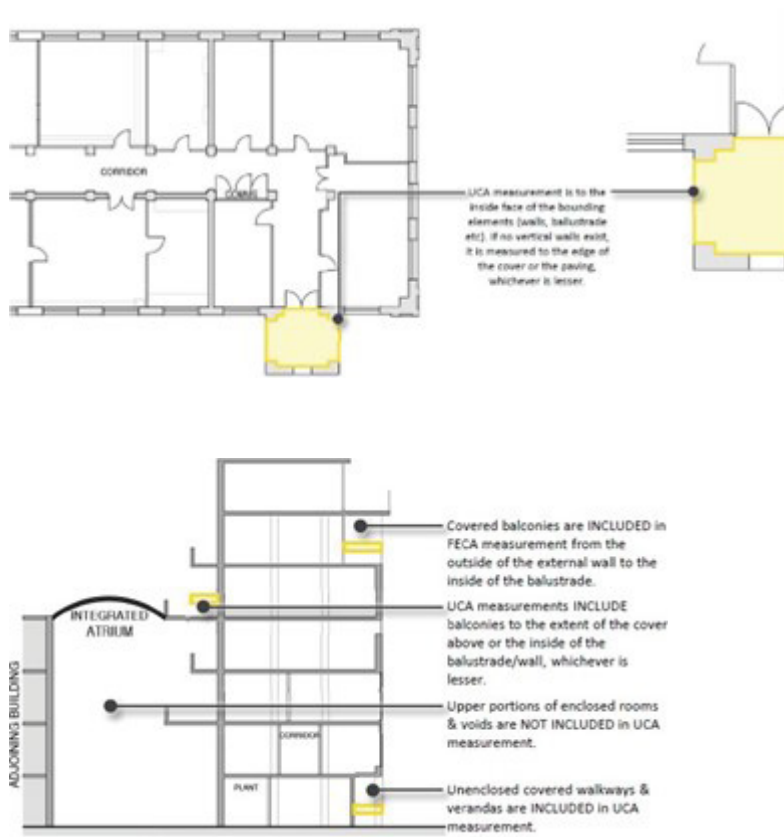 CORRIDOR
UCA measurement is to the
inside face of the bounding
elements (walls, ballustrade
etc). If no vertical walls exist,
it is measured to the edge of
the cover or the paving,
whichever is lesser.
Covered balconies are INCLUDED in
FECA measurement from the
outside of the external wall to the
inside of the balustrade.
UCA measurements INCLUDE
balconies to the extent of the cover
above or the inside of the
balustrade/wall, whichever is
lesser.
Upper portions of enclosed rooms
& voids are NOT INCLUDED in UCA
measurement.
Unenclosed covered walkways &
verandas are INCLUDED in UCA
measurement.
INTEGRATED
ATRIUM
ADJOINING BUILDING
CORRIDOR
PLANT